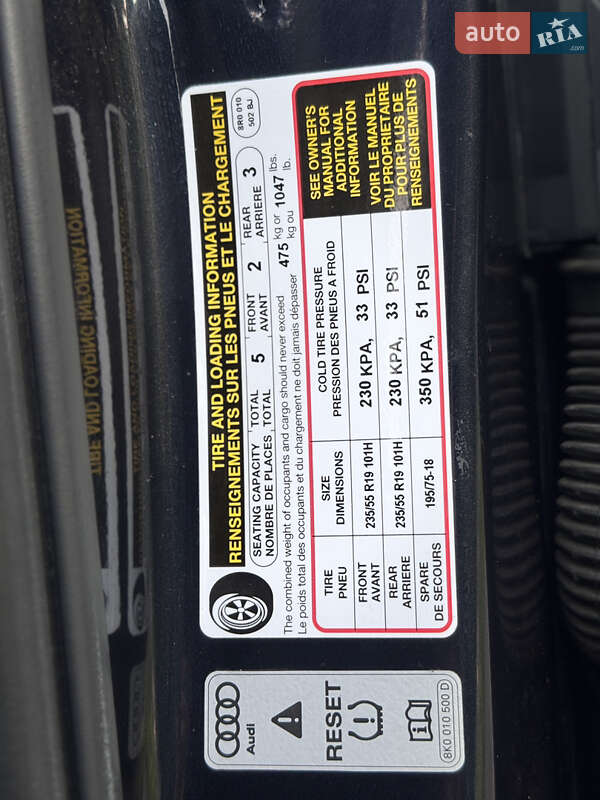 auto RIA.com
TIRE AND LOADING INFORMATION
RENSEIGNEMENTS SUR LES PNEUS ET LE CHARGEMENT
8R0 010
502 BJ
SEATING CAPACITY TOTAL 5 FRONT 2 REAR 3
NOMBRE DE PLACES TOTAL AVANT ARRIERE
The combined weight of occupants and cargo should never exceed 475 kg or 1047 lbs.
Le poids total des occupants et du chargement ne doit jamais dépasser kg ou lb.
TIRE SIZE COLD TIRE PRESSURE
PNEU DIMENSIONS PRESSION DES PNEUS A FROID
FRONT
AVANT 235/55 R19 101H 230 KPA, 33 PSI
REAR
ARRIERE 235/55 R19 101H 230 KPA, 33 PSI
SPARE
DE SECOURS 195/75-18 350 KPA, 51 PSI
SEE OWNER'S
MANUAL FOR
ADDITIONAL
INFORMATION
VOIR LE MANUEL
DU PROPRIETAIRE
POUR PLUS DE
RENSEIGNEMENTS
Audi
RESET
8K0 010 500 D
TIRE AND LOADING INFORMATION